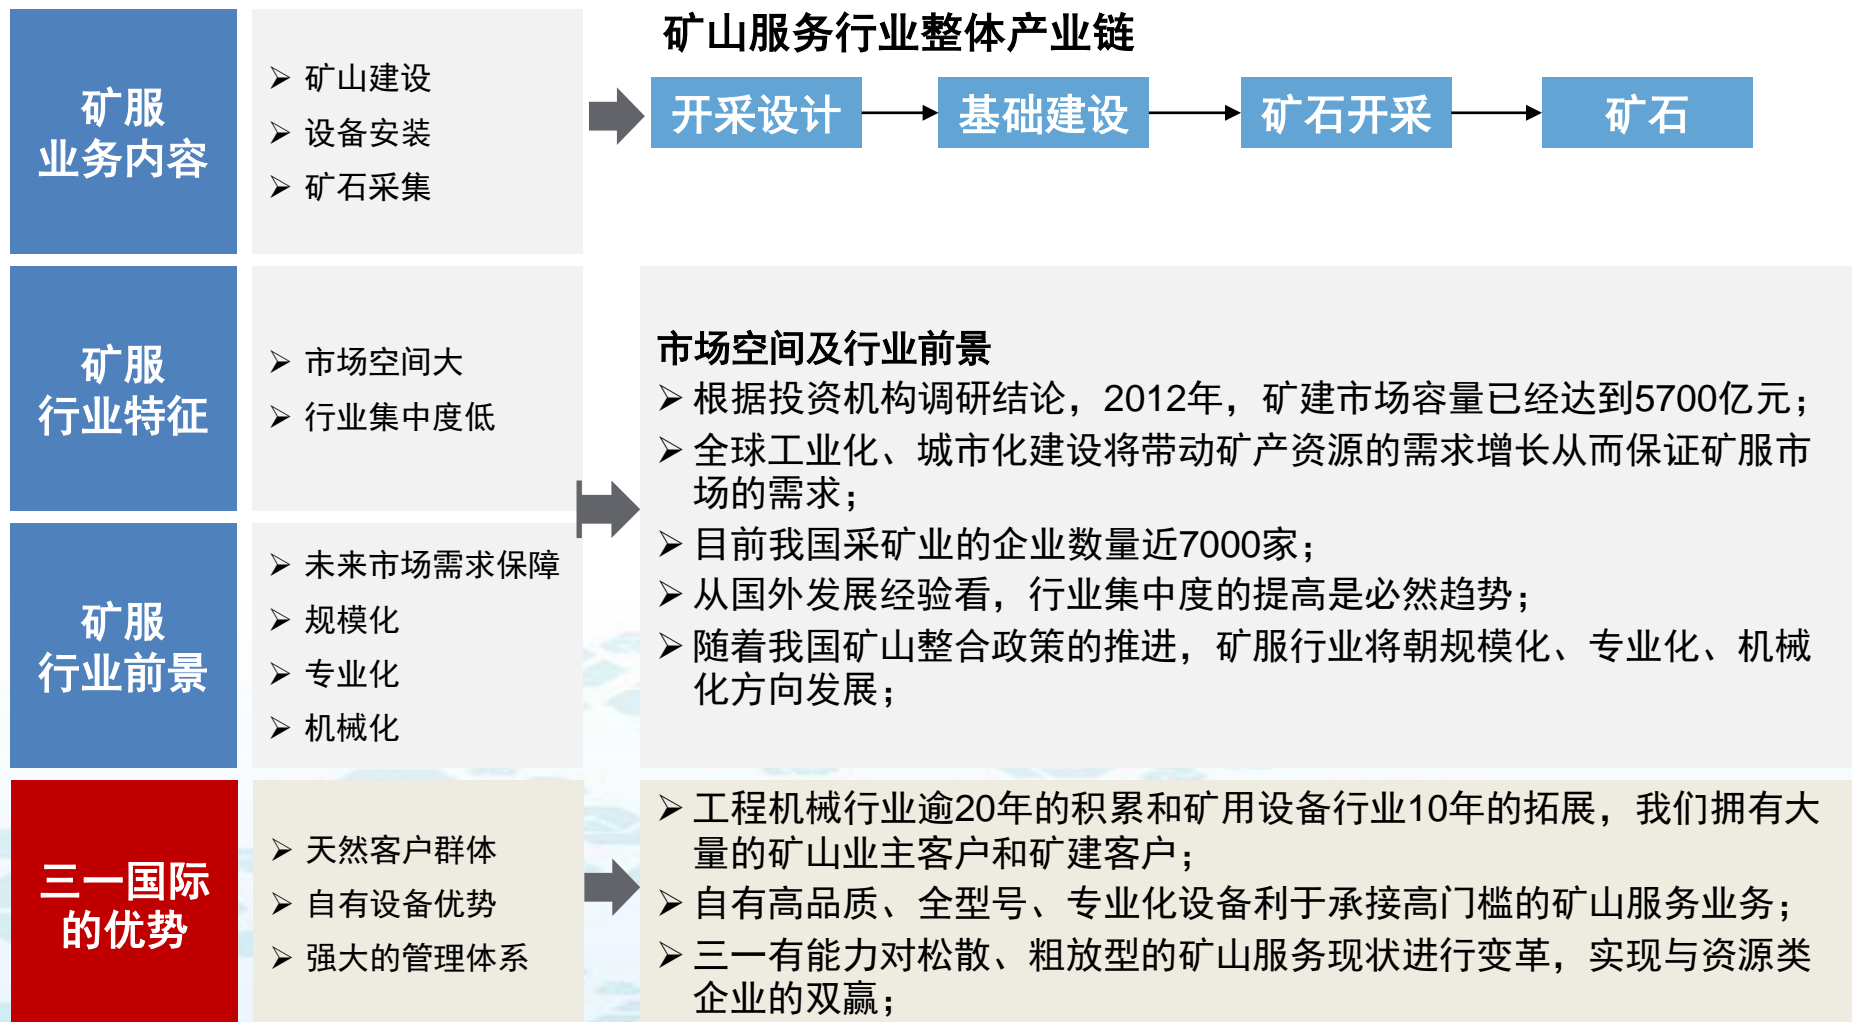 矿服
业务内容
➢ 矿山建设
➢ 设备安装
➢ 矿石采集
矿山服务行业整体产业链
开采设计
基础建设
矿石开采
矿石
矿服
行业特征
➢ 市场空间大
➢ 行业集中度低
矿服
行业前景
➢ 未来市场需求保障
➢ 规模化
➢ 专业化
➢ 机械化
市场空间及行业前景
➢ 根据投资机构调研结论，2012年，矿建市场容量已经达到5700亿元；
➢ 全球工业化、城市化建设将带动矿产资源的需求增长从而保证矿服市
场的需求；
➢ 目前我国采矿业的企业数量近7000家；
➢ 从国外发展经验看，行业集中度的提高是必然趋势；
➢ 随着我国矿山整合政策的推进，矿服行业将朝规模化、专业化、机械
化方向发展；
三一国际
的优势
➢ 天然客户群体
➢ 自有设备优势
➢ 强大的管理体系
➢ 工程机械行业逾20年的积累和矿用设备行业10年的拓展，我们拥有大
量的矿山业主客户和矿建客户；
➢ 自有高品质、全型号、专业化设备利于承接高门槛的矿山服务业务；
➢ 三一有能力对松散、粗放型的矿山服务现状进行变革，实现与资源类
企业的双赢；